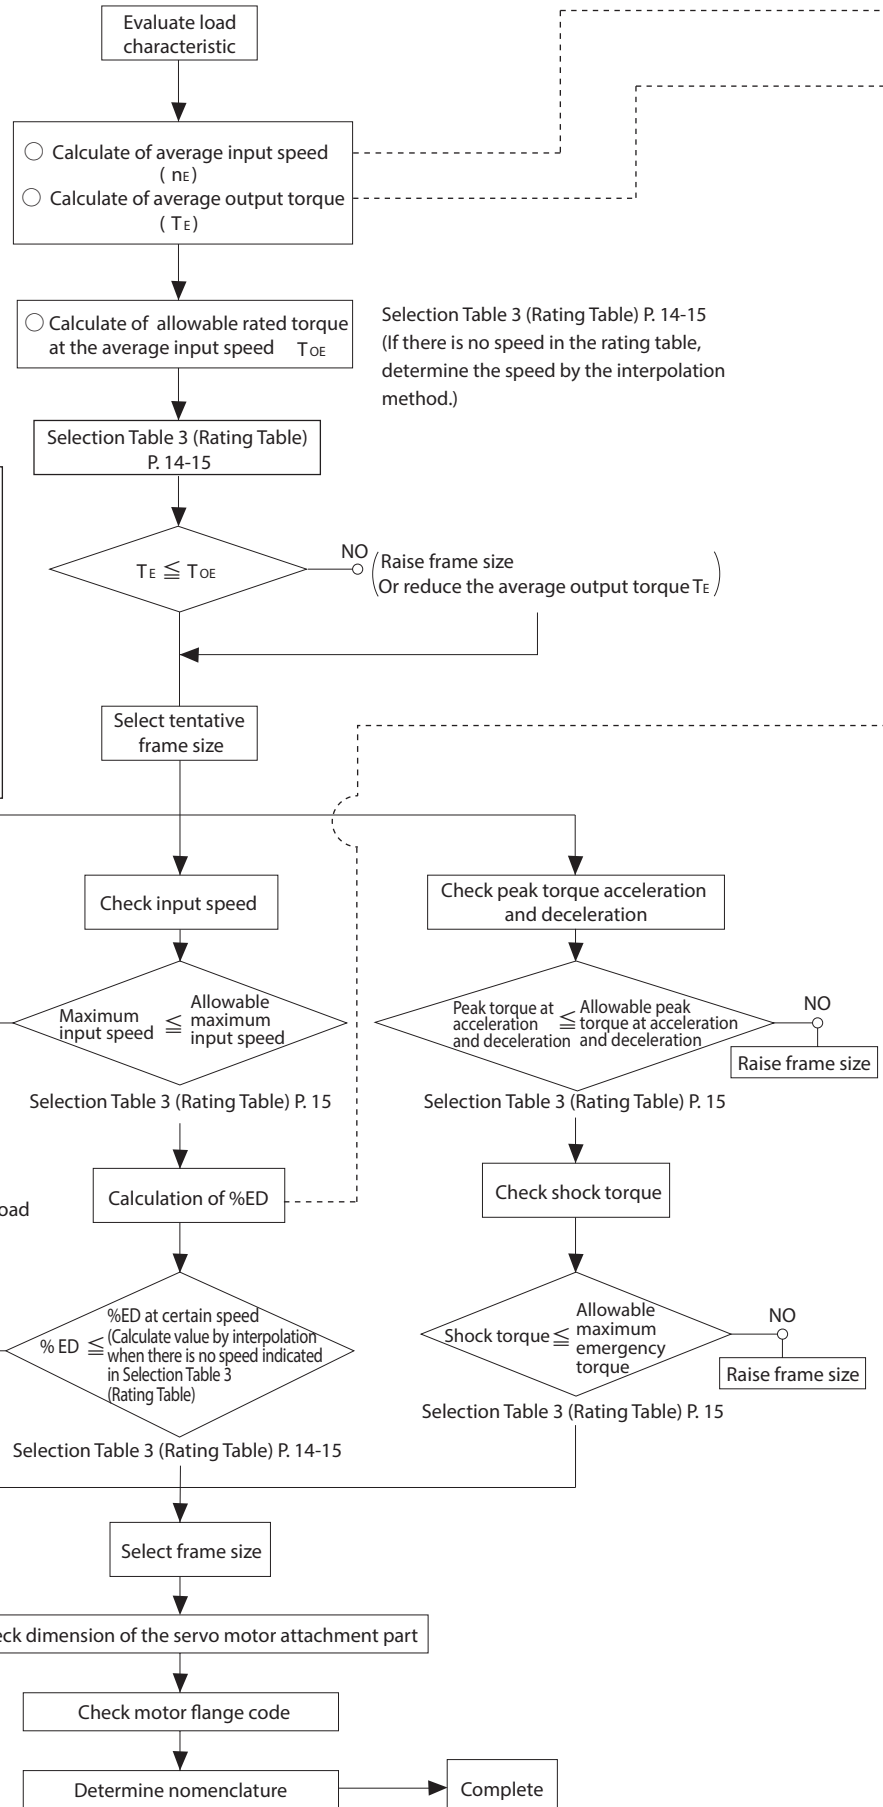 Evaluate load
characteristic
○ Calculate of average input speed
( nE)
○ Calculate of average output torque
( TE)
○ Calculate of allowable rated torque
at the average input speed TOE
Selection Table 3 (Rating Table) P. 14-15
(If there is no speed in the rating table,
determine the speed by the interpolation
method.)
Selection Table 3 (Rating Table)
P. 14-15
TE ≦ TOE
NO
(Raise frame size
Or reduce the average output torque TE)
Select tentative
frame size
Check input speed
Maximum
input speed
≦
Allowable
maximum
input speed
Selection Table 3 (Rating Table) P. 15
Check peak torque acceleration
and deceleration
Peak torque at
acceleration
and deceleration
≦
Allowable peak
torque at acceleration
and deceleration
NO
Raise frame size
Selection Table 3 (Rating Table) P. 15
Calculation of %ED
oad
Check shock torque
% ED ≦
%ED at certain speed
(Calculate value by interpolation
when there is no speed indicated
in Selection Table 3
(Rating Table)
Selection Table 3 (Rating Table) P. 14-15
Shock torque ≦
Allowable
maximum
emergency
torque
NO
Raise frame size
Selection Table 3 (Rating Table) P. 15
Select frame size
eck dimension of the servo motor attachment part
Check motor flange code
Determine nomenclature
Complete